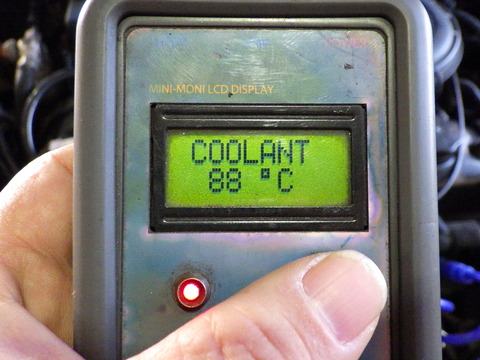 MINI-MONI LCD DISPLAY
COOLANT
88 °C